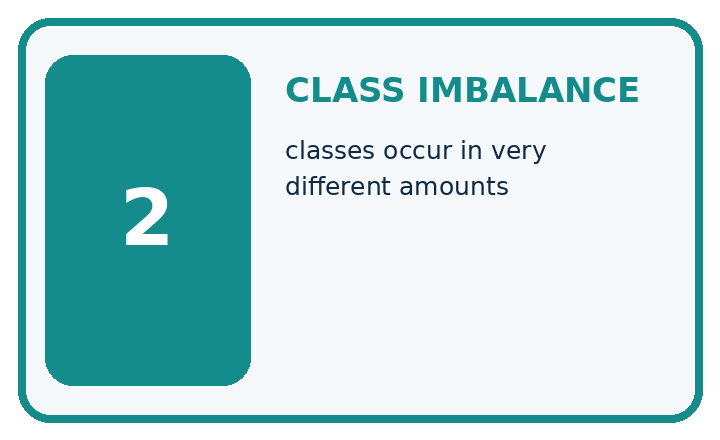 2
CLASS IMBALANCE
classes occur in very
different amounts